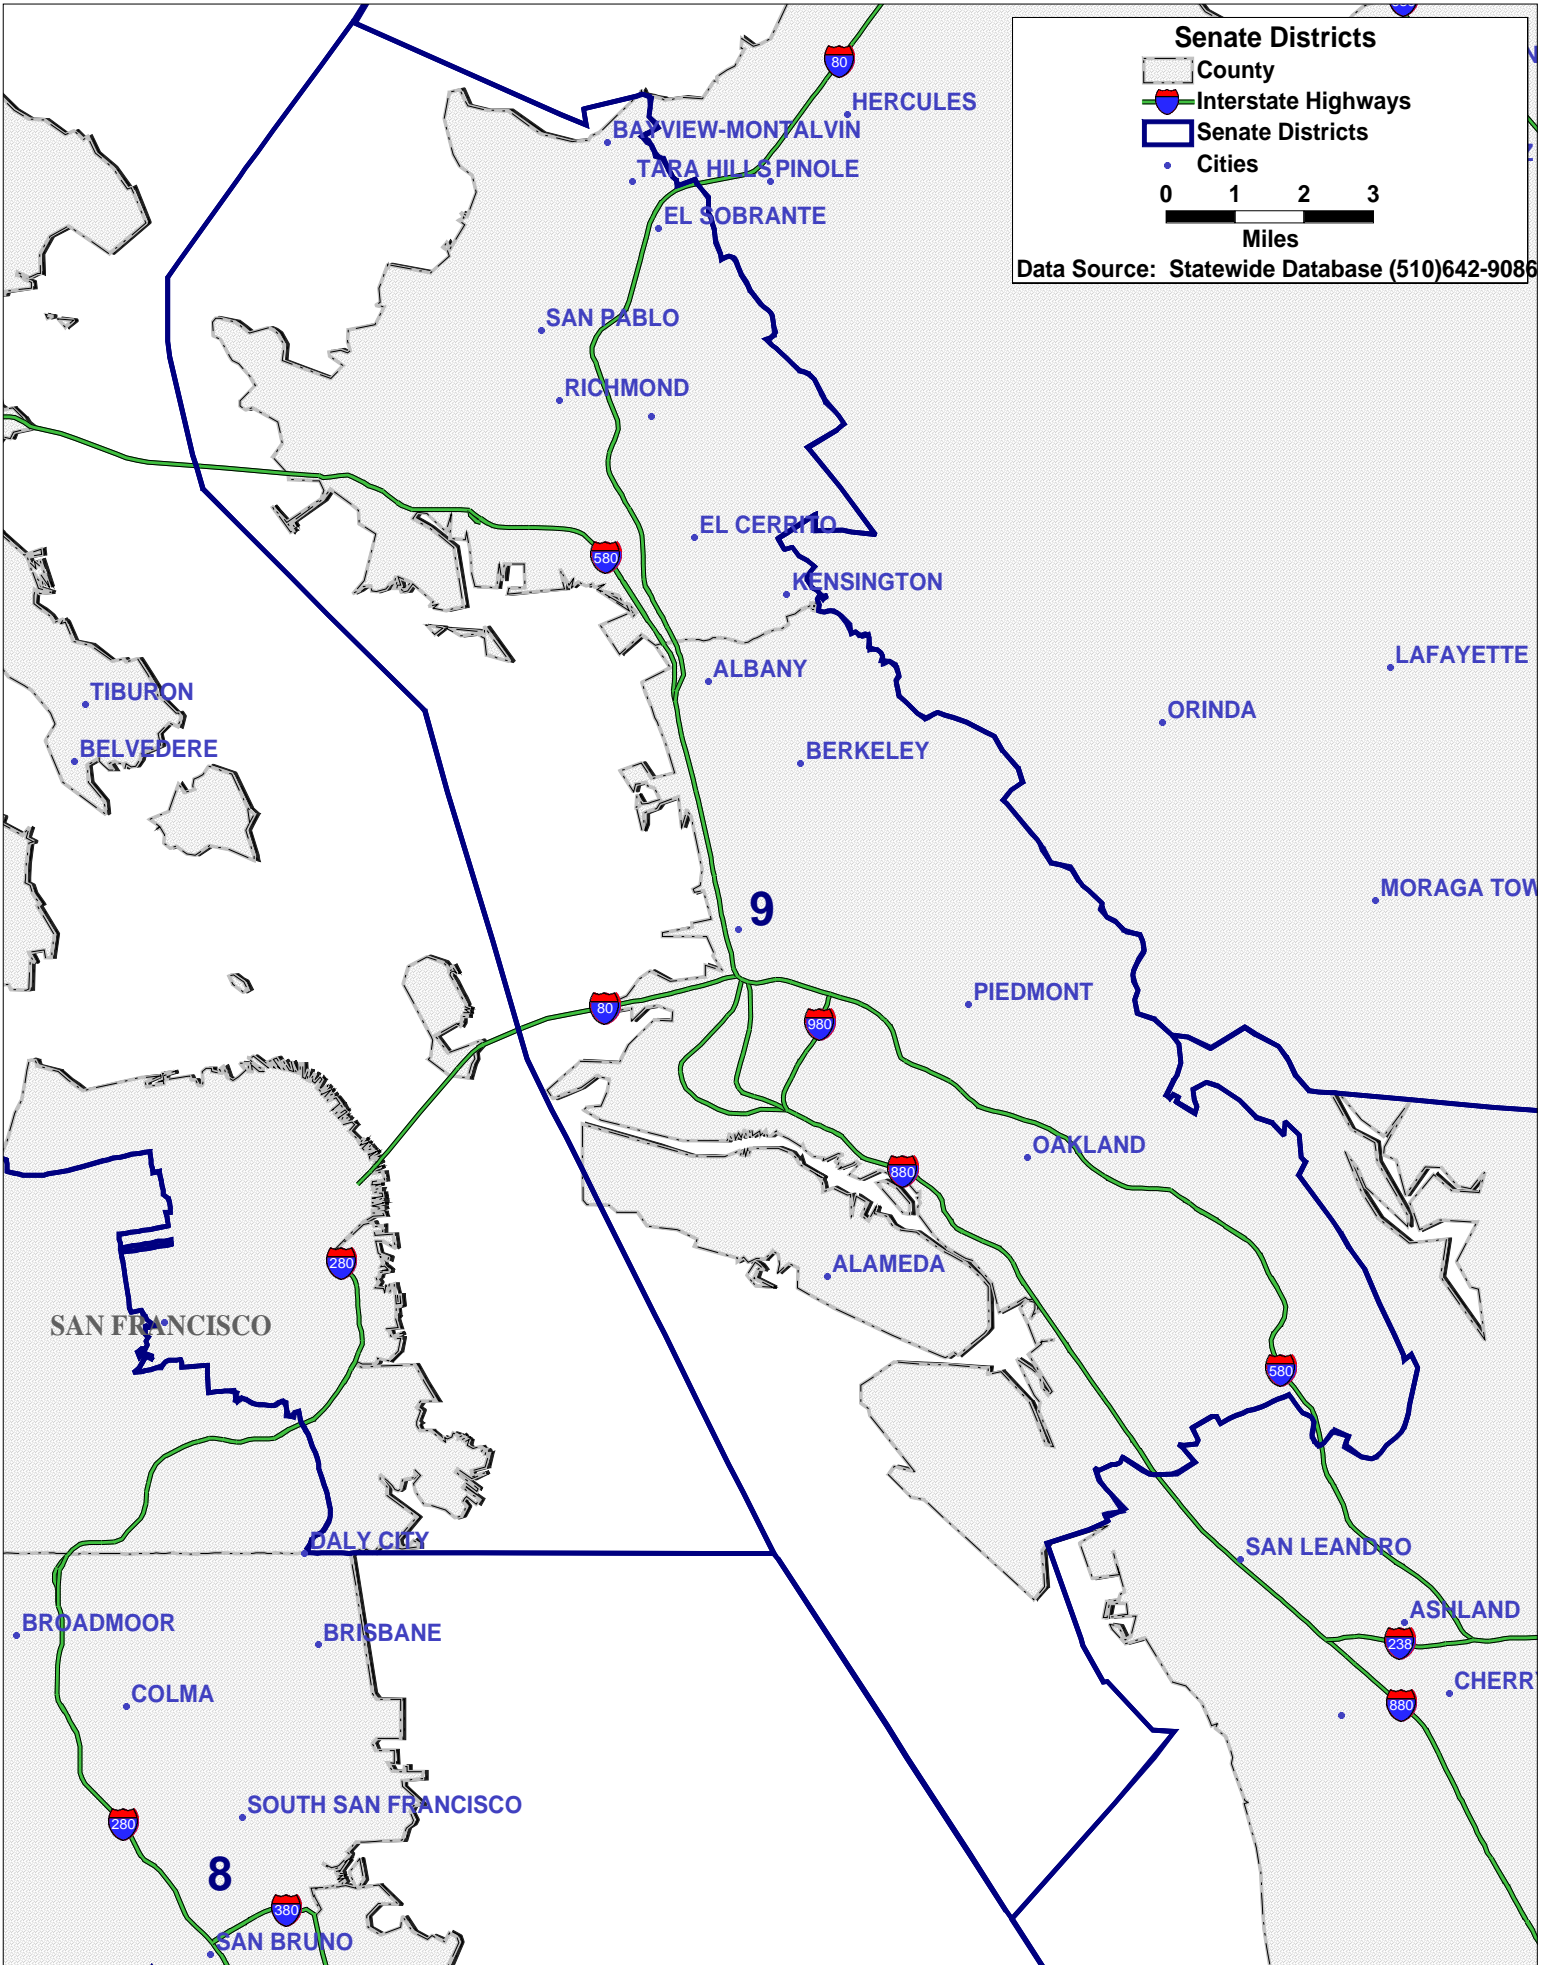 Senate Districts
County
Interstate Highways
Senate Districts
Cities
0 1 2 3
Miles
Data Source: Statewide Database (510)642-9086
80
HERCULES
BAYVIEW-MONTALVIN
TARA HILLS
PINOLE
EL SOBRANTE
SAN PABLO
RICHMOND
EL CERRITO
580
KENSINGTON
LAFAYETTE
ALBANY
TIBURON
ORINDA
BELVEDERE
BERKELEY
MORAGA TOW
9
PIEDMONT
80
980
OAKLAND
880
280
ALAMEDA
SAN FRANCISCO
580
DALY CITY
SAN LEANDRO
ASHLAND
BROADMOOR
BRISBANE
238
CHERRY
COLMA
880
SOUTH SAN FRANCISCO
280
8
380
SAN BRUNO